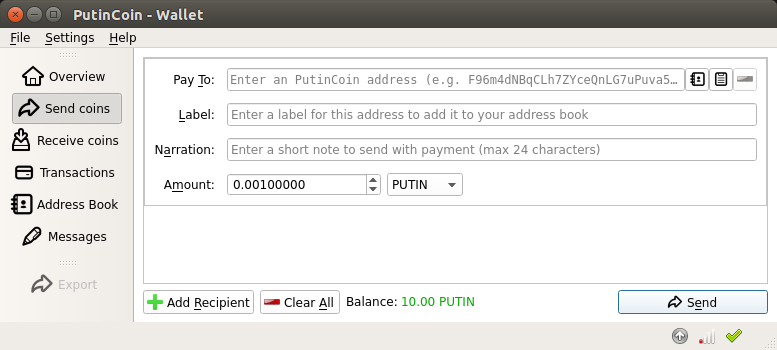 PutinCoin - Wallet
File Settings Help
Overview
Send coins
Receive coins
Transactions
Address Book
Messages
Export
Pay To: Enter an PutinCoin address (e.g. F96m4dNBqCLh7ZYceQnLG7uPuva5…
Label: Enter a label for this address to add it to your address book
Narration: Enter a short note to send with payment (max 24 characters)
Amount: 0.00100000 PUTIN
Add Recipient Clear All Balance: 10.00 PUTIN Send